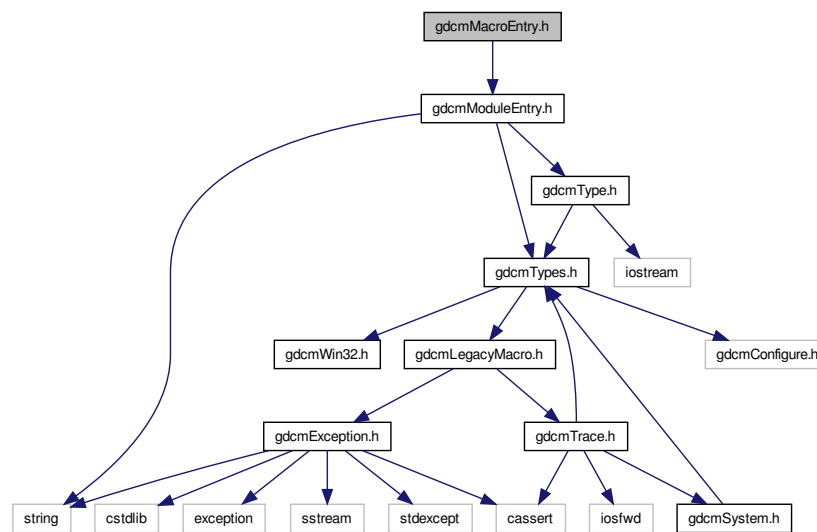 gdcmMacroEntry.h
gdcmModuleEntry.h
gdcmType.h
gdcmTypes.h
iostream
gdcmWin32.h
gdcmLegacyMacro.h
gdcmConfigure.h
gdcmException.h
gdcmTrace.h
string
cstdlib
exception
sstream
stdexcept
cassert
iosfwd
gdcmSystem.h